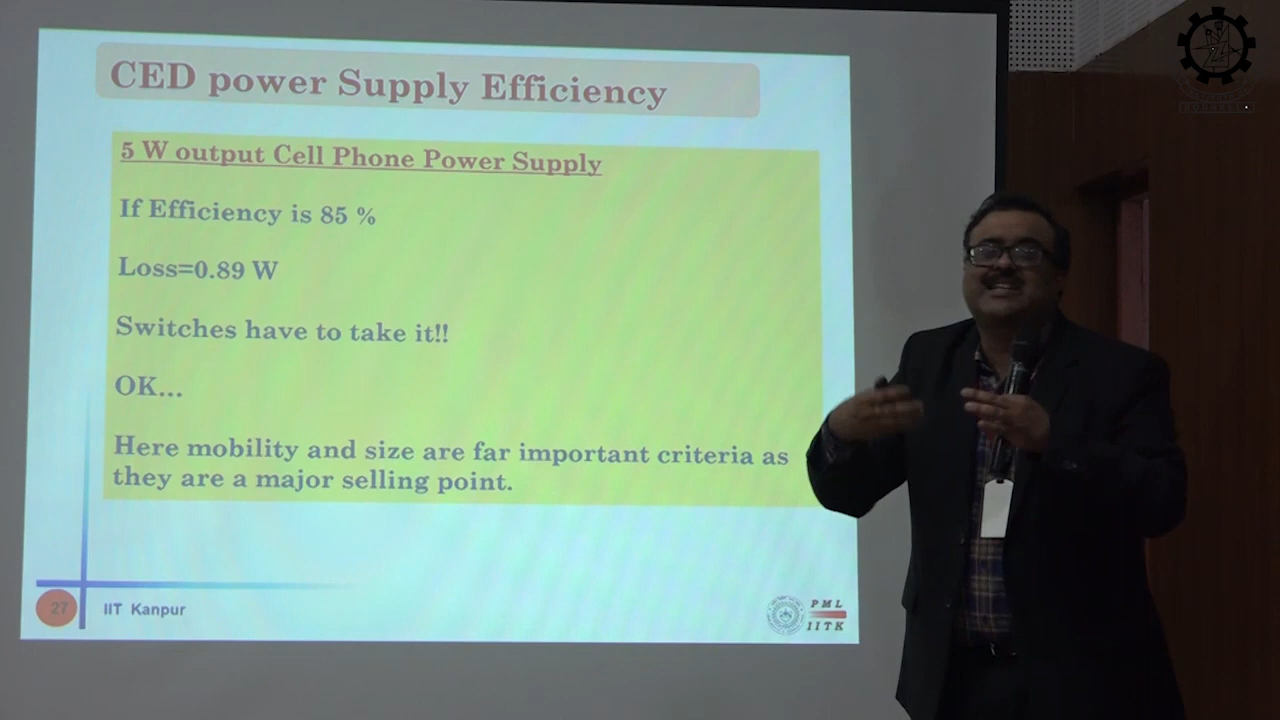 CED power Supply Efficiency
5 W output Cell Phone Power Supply
If Efficiency is 85 %
Loss=0.89 W
Switches have to take it!!
OK...
Here mobility and size are far important criteria as
they are a major selling point.
27
IIT Kanpur
PML
IITK